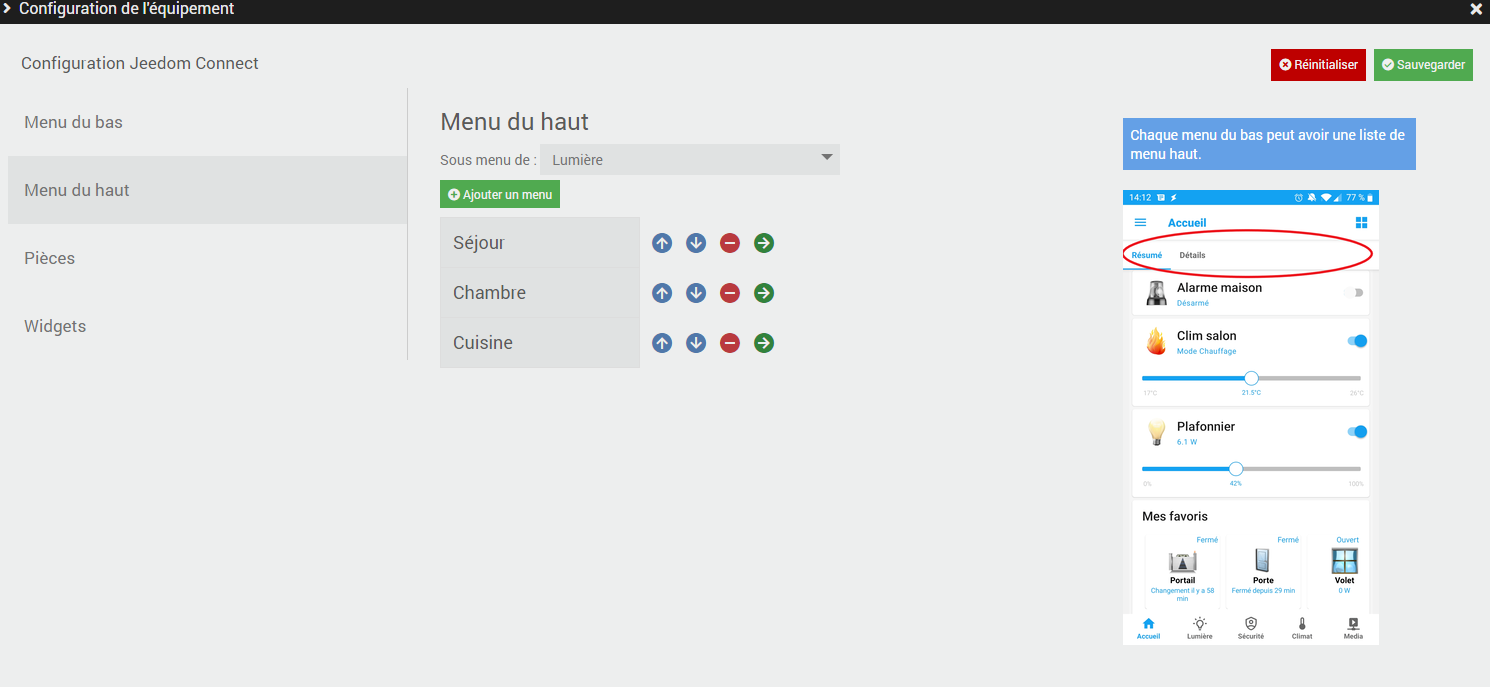 Configuration de l'équipement
Configuration Jeedom Connect
Réinitialiser
Sauvegarder
Menu du bas
Menu du haut
Pièces
Widgets
Menu du haut
Sous menu de : Lumière
Ajouter un menu
Séjour
Chambre
Cuisine
Chaque menu du bas peut avoir une liste de
menu haut.
14:12 77 %
Accueil
Résumé Détails
Alarme maison
Désarmé
Clim salon
Mode Chauffage
17°C 21.5°C 26°C
Plafonnier
6.1 W
0% 42% 100%
Mes favoris
Fermé Fermé Ouvert
Portail Porte Volet
Changement il y a 58 Fermé depuis 29 min 0 W
min
Accueil Lumière Sécurité Climat Media